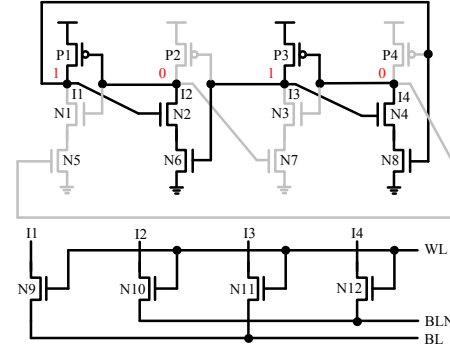 P1 P2 P3 P4
1 0 1 0
I1 I2 I3 I4
N1 N2 N3 N4
N5 N6 N7 N8
I1 I2 I3 I4
WL
N9 N10 N11 N12
BLN
BL